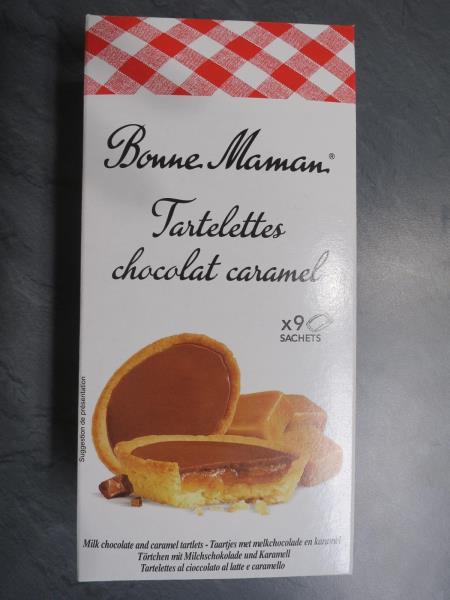 Bonne Maman®
Tartelettes
chocolat caramel
x9
SACHETS
Suggestion de présentation
Milk chocolate and caramel tartlets - Taartjes met melkchocolade en karamel
Törtchen mit Milchschokolade und Karamell
Tartelettes al cioccolato al latte e caramello